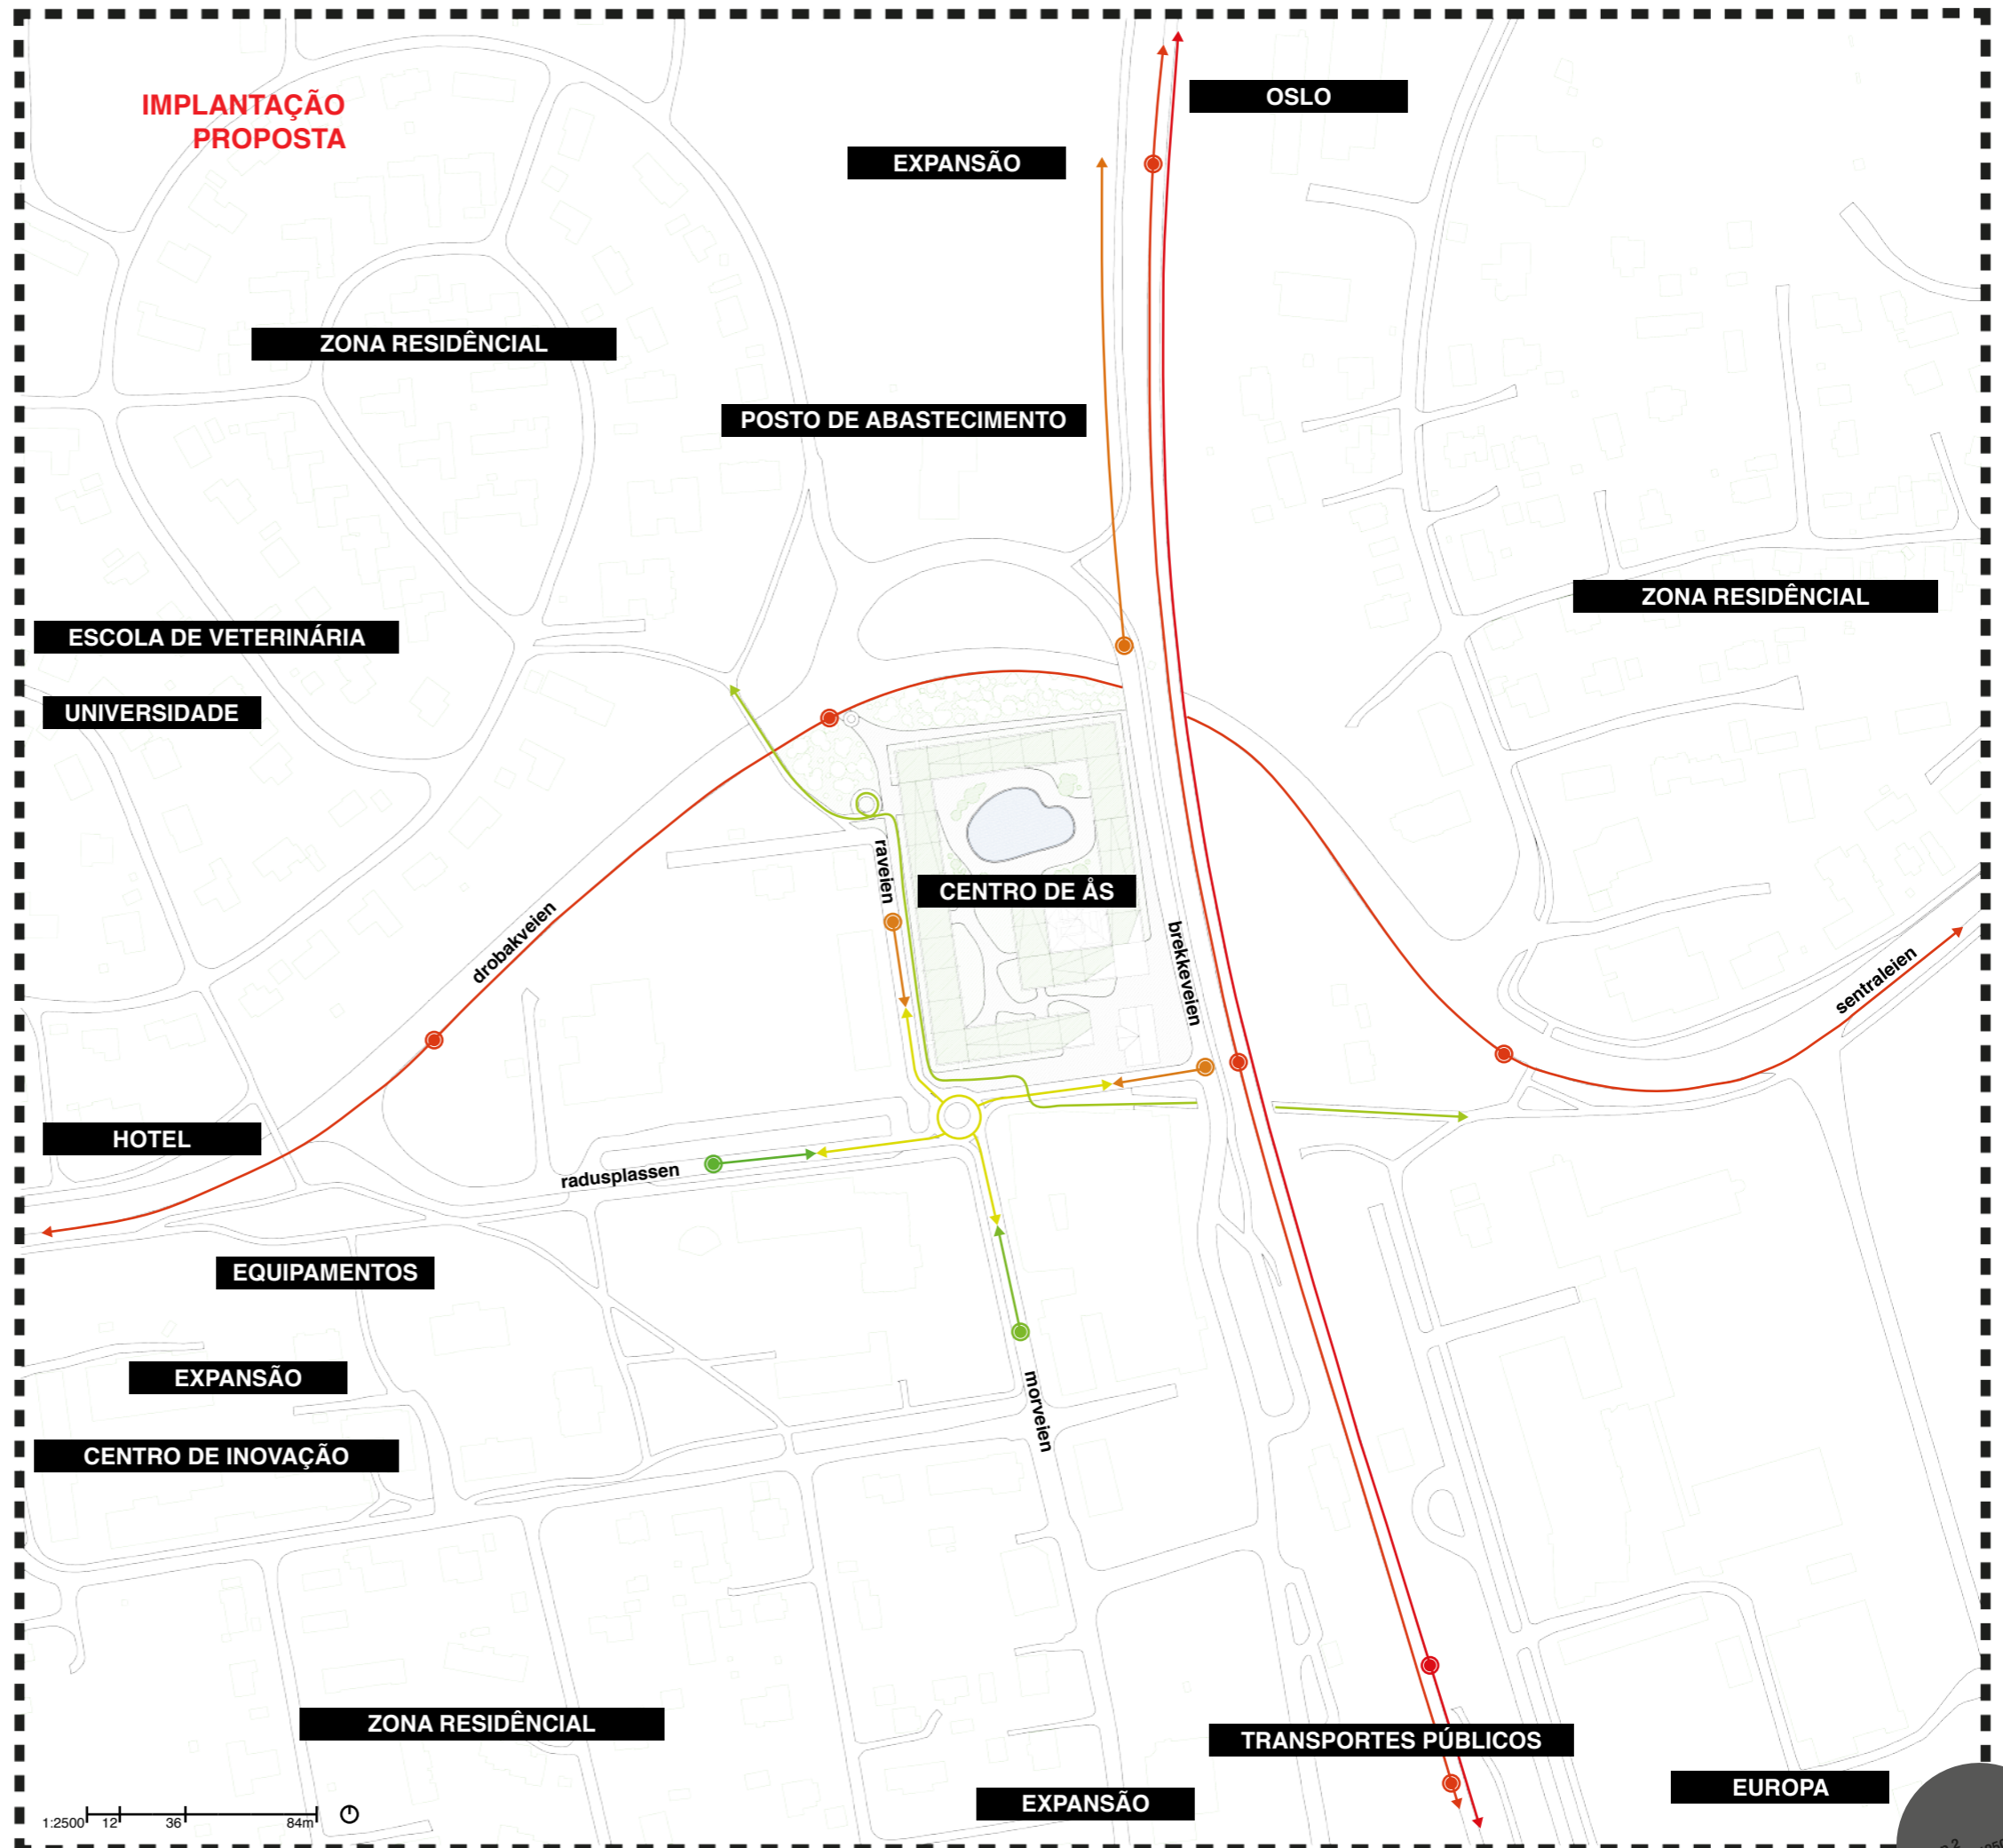 IMPLANTAÇÃO
PROPOSTA
OSLO
EXPANSÃO
ZONA RESIDÊNCIAL
POSTO DE ABASTECIMENTO
ZONA RESIDÊNCIAL
ESCOLA DE VETERINÁRIA
UNIVERSIDADE
raveien
CENTRO DE ÅS
drobakveien
brekkeveien
sentraleien
HOTEL
radusplassen
EQUIPAMENTOS
EXPANSÃO
morveien
CENTRO DE INOVAÇÃO
ZONA RESIDÊNCIAL
TRANSPORTES PÚBLICOS
EUROPA
EXPANSÃO
1:2500 12 36 84m